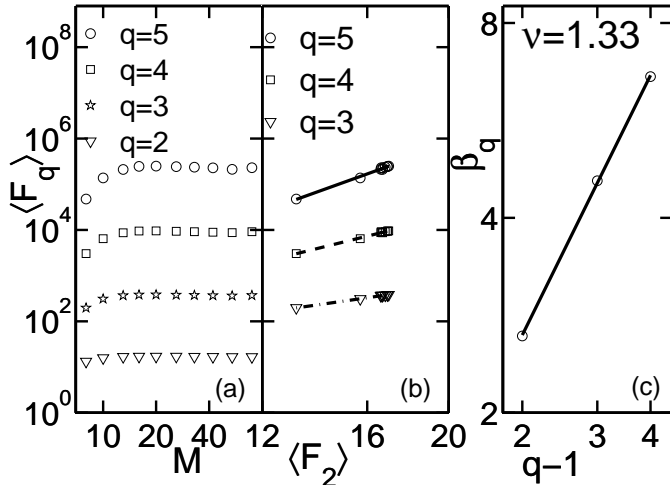 10^8
10^6
10^4
10^2
10^0
⟨F_q⟩
q=5
q=4
q=3
q=2
(a)
10
20
40
M
q=5
q=4
q=3
(b)
12
16
20
⟨F_2⟩
8
4
2
β_q
ν=1.33
(c)
2
3
4
q−1